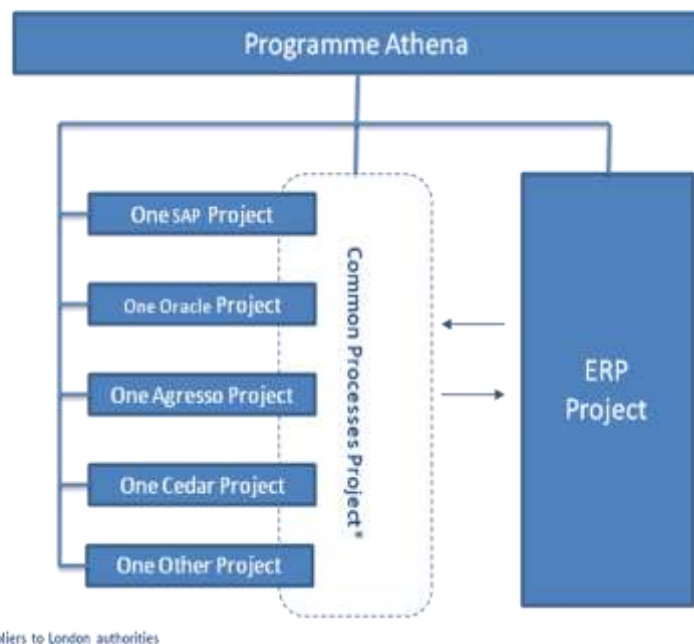 Programme Athena
One SAP Project
One Oracle Project
One Agresso Project
One Cedar Project
One Other Project
Common Processes Project*
ERP
Project
to London authorities